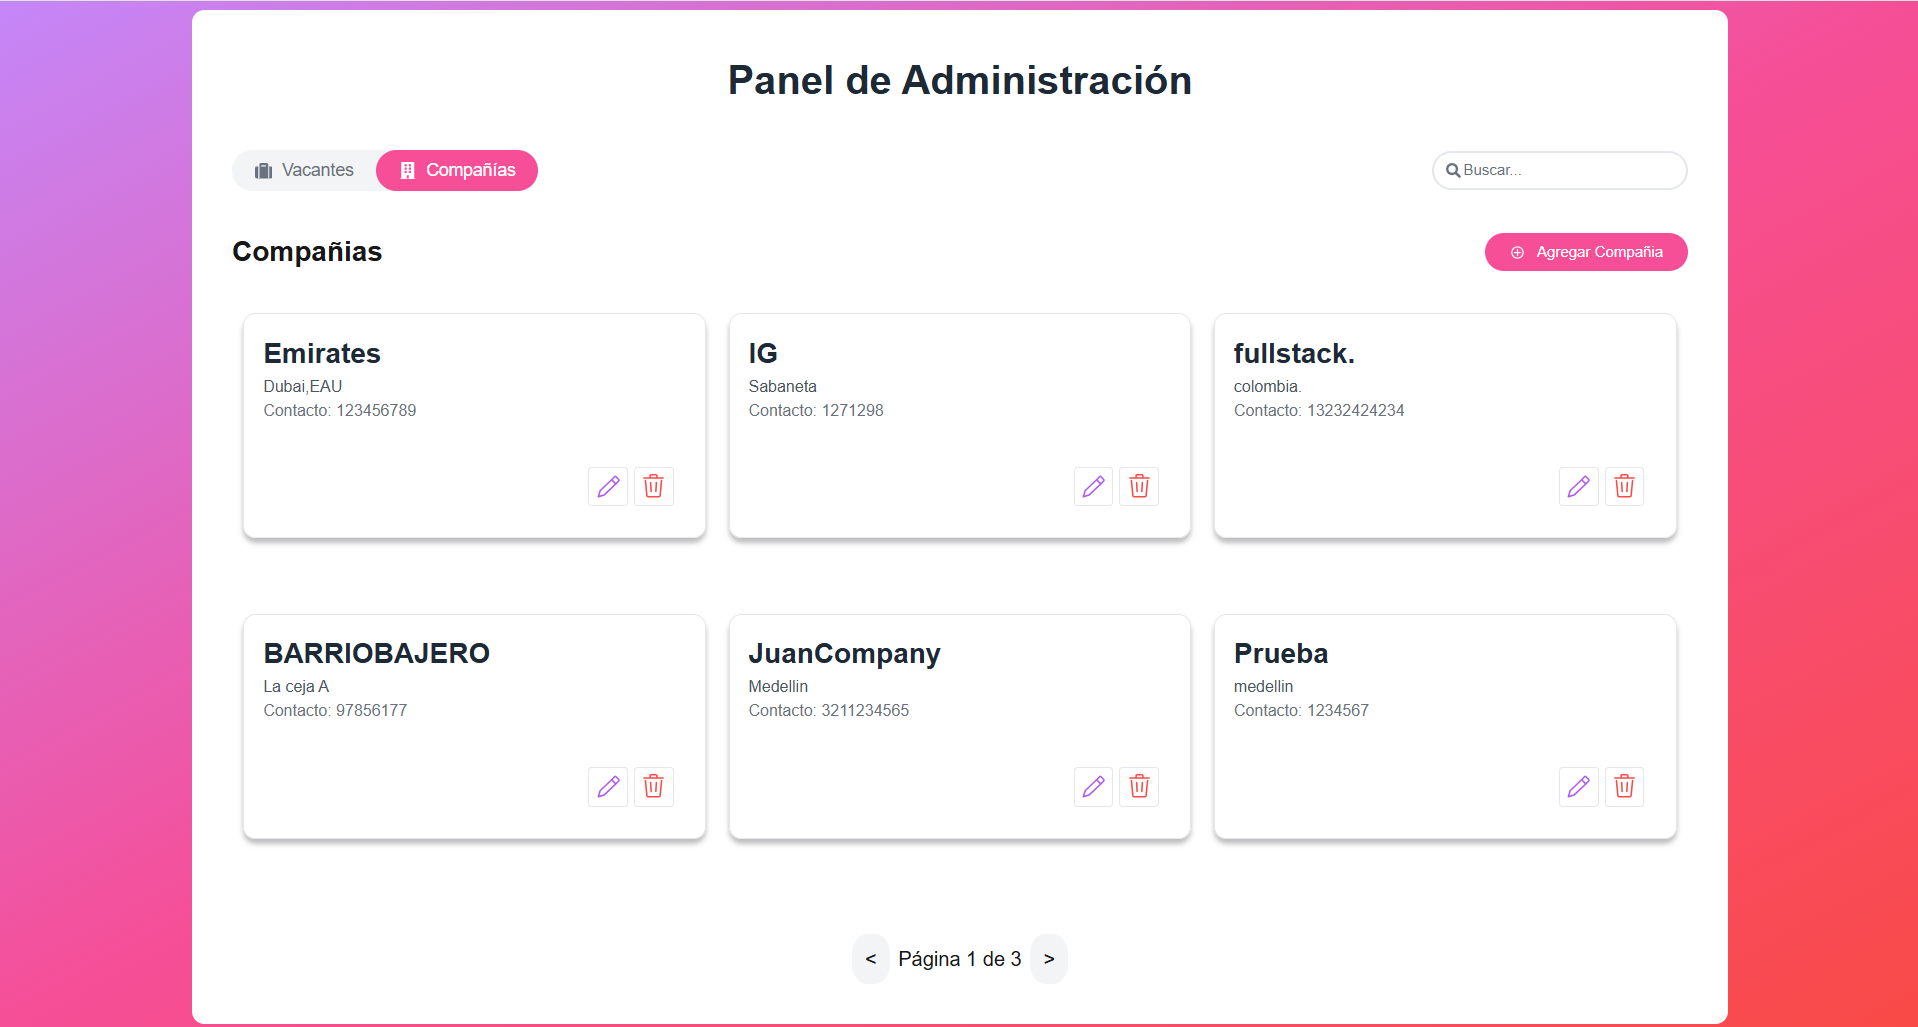 Panel de Administración
Vacantes
Compañías
Buscar...
Compañias
Agregar Compañia
Emirates
Dubai,EAU
Contacto: 123456789
IG
Sabaneta
Contacto: 1271298
fullstack.
colombia.
Contacto: 13232424234
BARRIOBAJERO
La ceja A
Contacto: 97856177
JuanCompany
Medellin
Contacto: 3211234565
Prueba
medellin
Contacto: 1234567
< Página 1 de 3 >